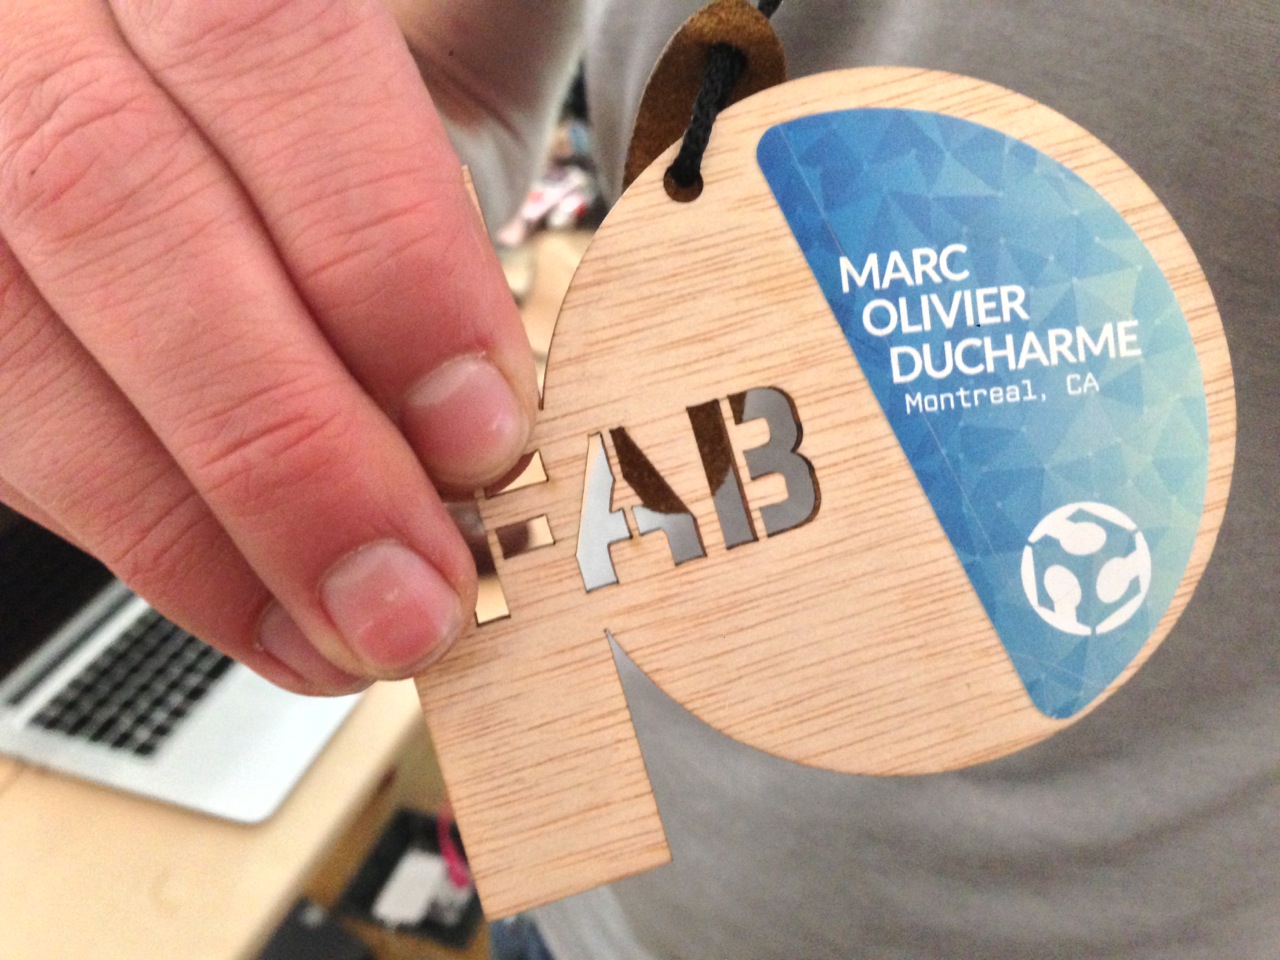 FAB
MARC
OLIVIER
DUCHARME
Montreal, CA